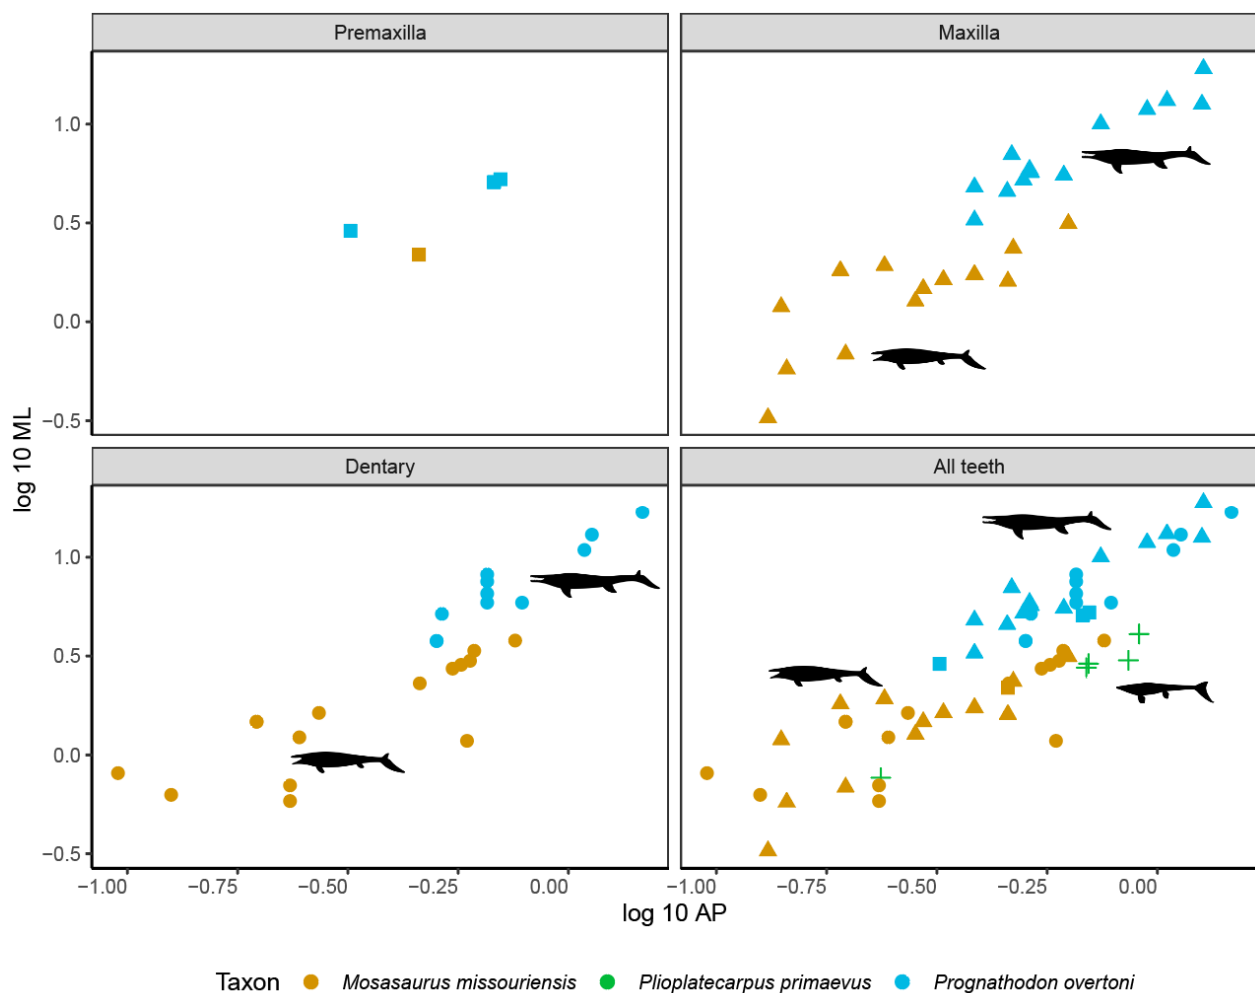 Premaxilla
Maxilla
1.0
0.5
0.0
−0.5
Dentary
All teeth
1.0
0.5
0.0
−0.5
log 10 ML
−1.00
−0.75
−0.50
−0.25
0.00
−1.00
−0.75
−0.50
−0.25
0.00
log 10 AP
Taxon Mosasaurus missouriensis Plioplatecarpus primaevus Prognathodon overtoni